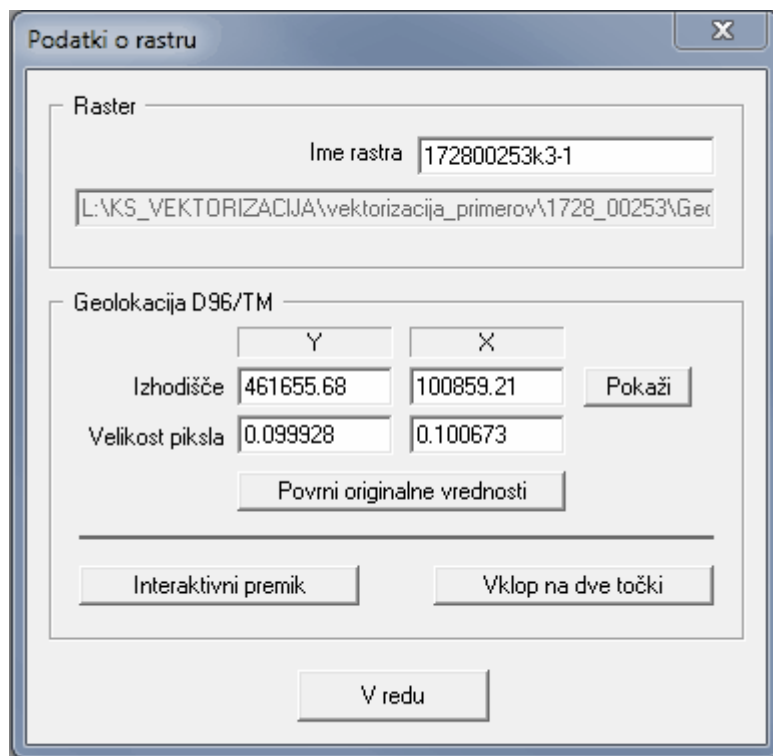 Podatki o rastru
Raster
Ime rastra 172800253k3-1
L:\KS_VEKTORIZACIJA\vektorizacija_primerov\1728_00253\Geo
Geolokacija D96/TM
Y X
Izhodišče 461655.68 100859.21 Pokaži
Velikost piksla 0.099928 0.100673
Povrni originalne vrednosti
Interaktivni premik Vklop na dve točki
V redu